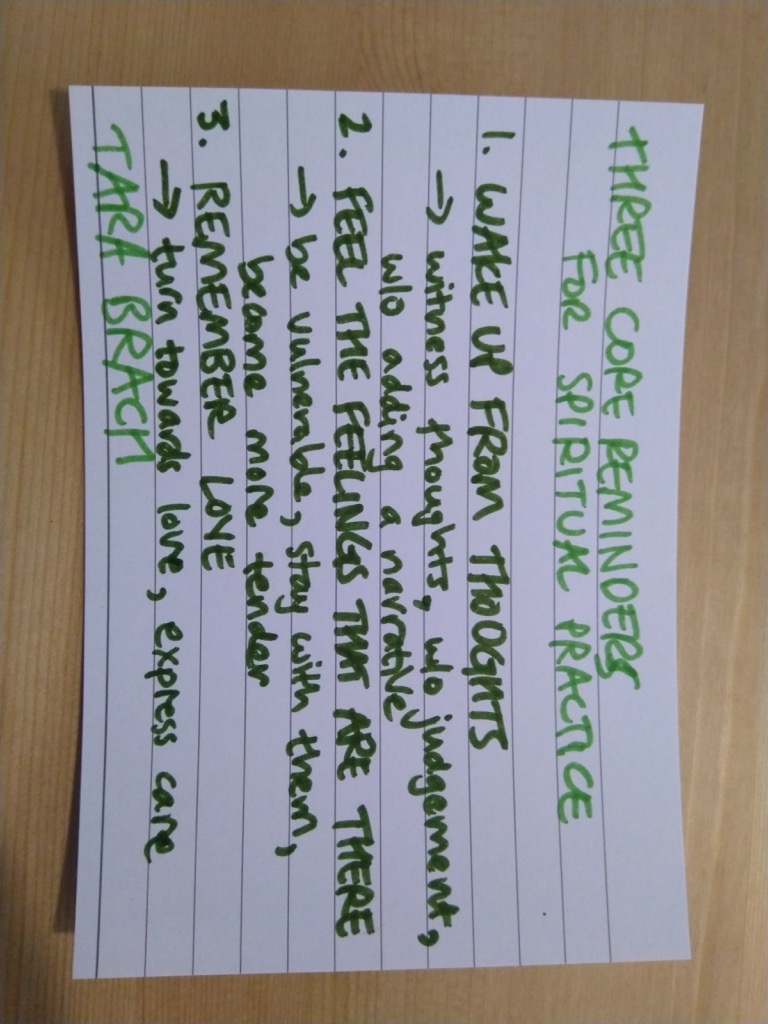 THREE CORE REMINDERS
FOR SPIRITUAL PRACTICE
1. WAKE UP FROM THOUGHTS
→ witness thoughts, w/o judgement,
w/o adding a narrative
2. FEEL THE FEELINGS THAT ARE THERE
→ be vulnerable, stay with them,
become more tender
3. REMEMBER LOVE
→ turn towards love, express care
TARA BRACH